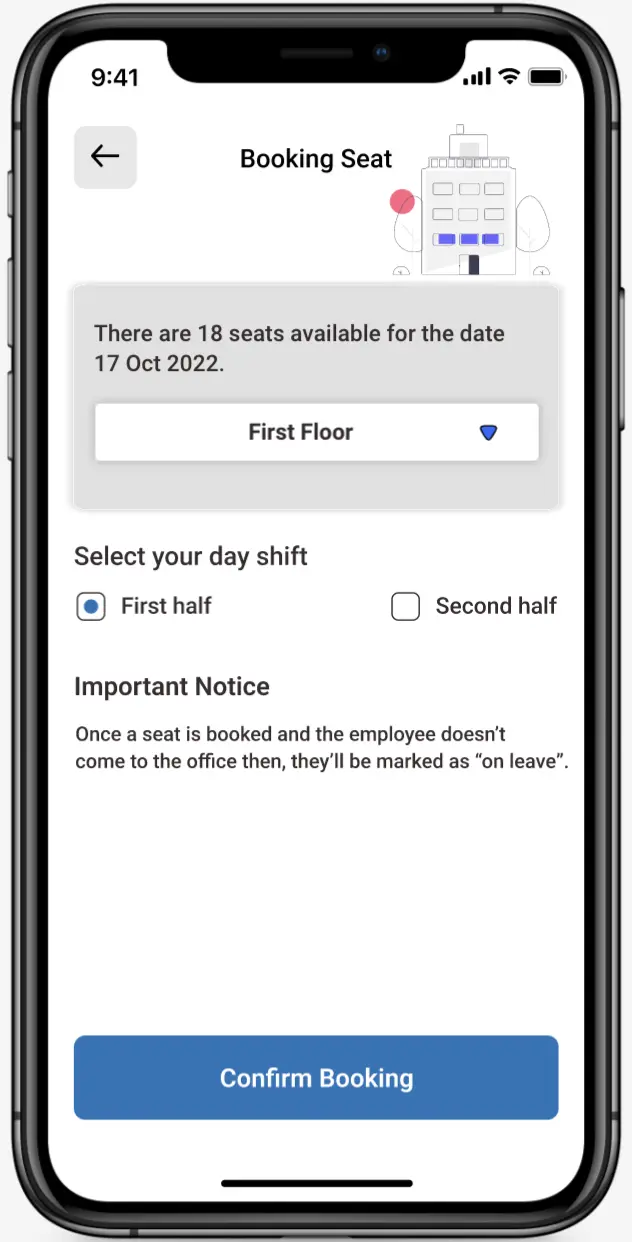 9:41
Booking Seat
There are 18 seats available for the date
17 Oct 2022.
First Floor
Select your day shift
First half
Second half
Important Notice
Once a seat is booked and the employee doesn’t
come to the office then, they’ll be marked as “on leave”.
Confirm Booking